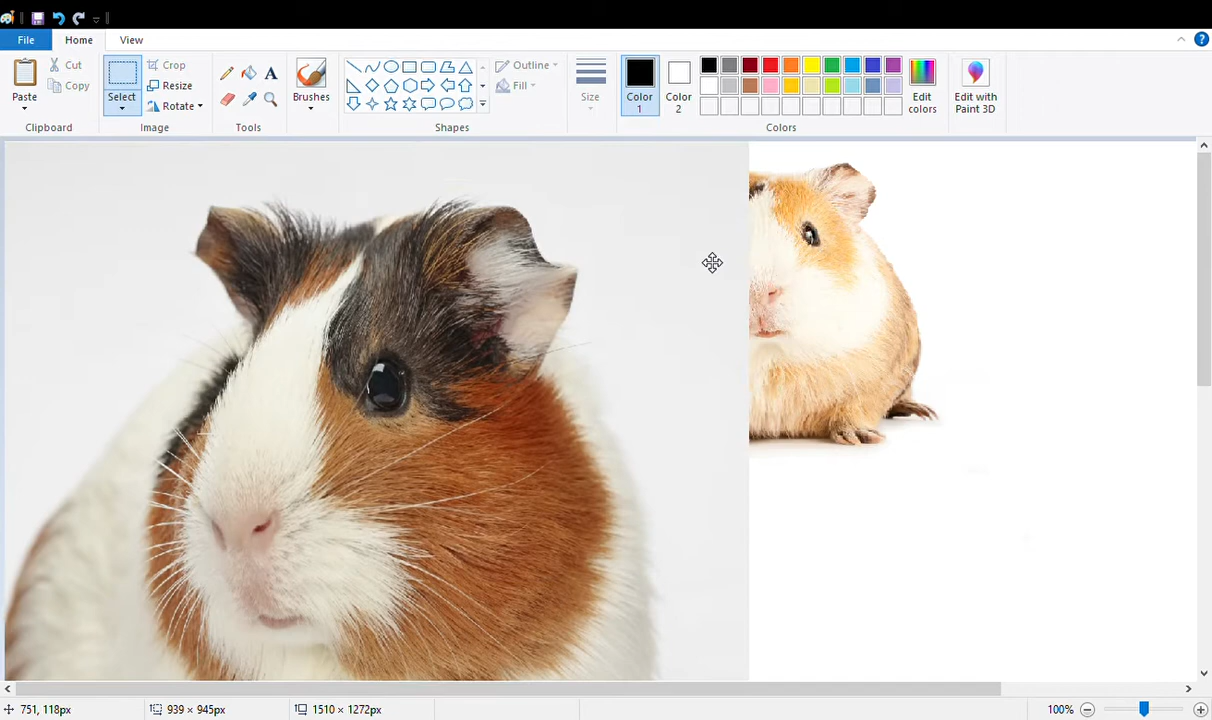 File Home View
Paste Cut Copy Clipboard
Select Crop Resize Rotate Image
Tools
Brushes
Outline Fill Shapes
Size
Color 1 Color 2 Edit colors Colors
Edit with Paint 3D
751, 118px 939 × 945px 1510 × 1272px 100%